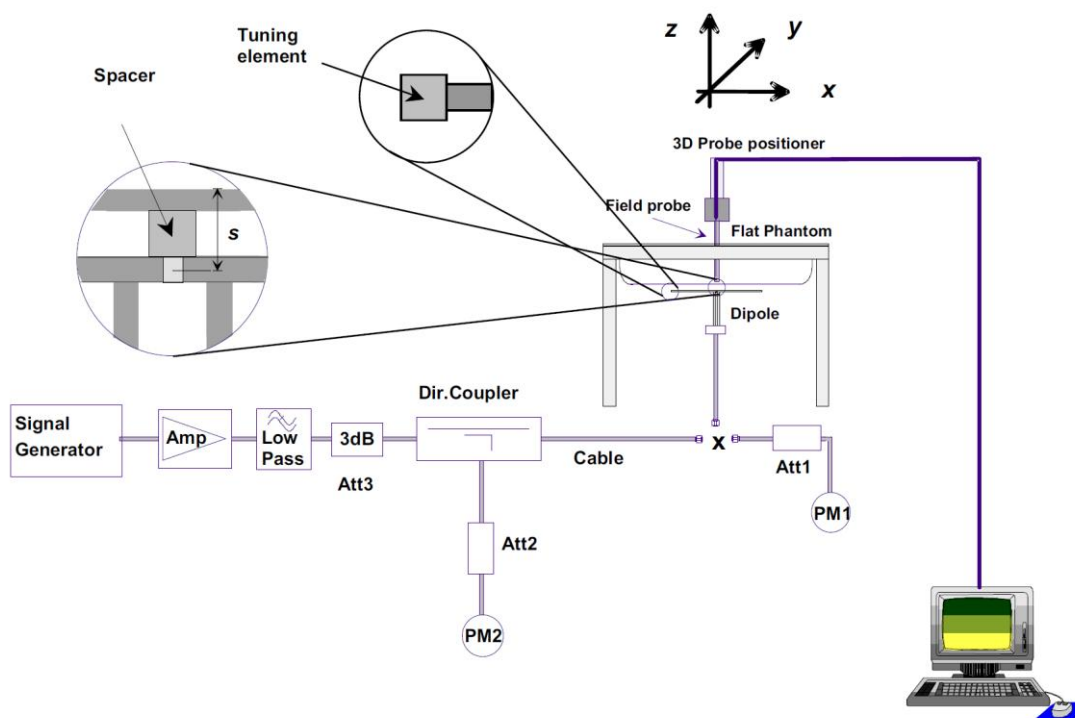 Tuning
element
Spacer
s
z
y
x
3D Probe positioner
Field probe
Flat Phantom
Dipole
Dir.Coupler
Signal
Generator
Amp
Low
Pass
3dB
Att3
Cable
x
Att1
PM1
Att2
PM2